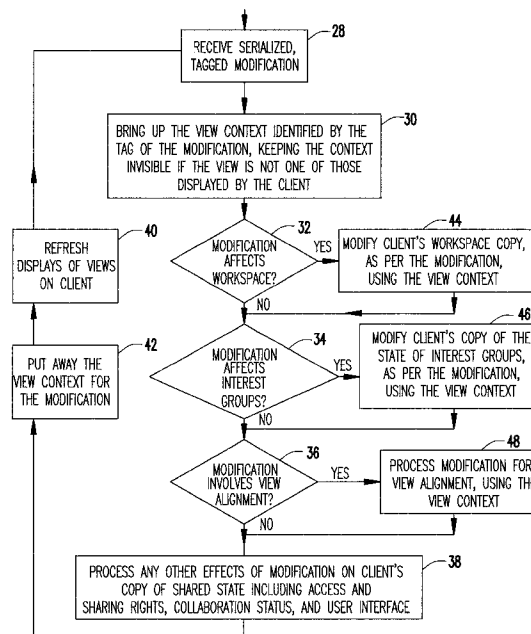 28
RECEIVE SERIALIZED,
TAGGED MODIFICATION
30
BRING UP THE VIEW CONTEXT IDENTIFIED BY THE
TAG OF THE MODIFICATION, KEEPING THE CONTEXT
INVISIBLE IF THE VIEW IS NOT ONE OF THOSE
DISPLAYED BY THE CLIENT
32
MODIFICATION
AFFECTS
WORKSPACE?
YES
NO
44
MODIFY CLIENT'S WORKSPACE COPY,
AS PER THE MODIFICATION,
USING THE VIEW CONTEXT
40
REFRESH
DISPLAYS OF VIEWS
ON CLIENT
34
MODIFICATION
AFFECTS
INTEREST
GROUPS?
YES
NO
46
MODIFY CLIENT'S COPY OF THE
STATE OF INTEREST GROUPS,
AS PER THE MODIFICATION,
USING THE VIEW CONTEXT
42
PUT AWAY THE
VIEW CONTEXT FOR
THE MODIFICATION
36
MODIFICATION
INVOLVES VIEW
ALIGNMENT?
YES
NO
48
PROCESS MODIFICATION FOR
VIEW ALIGNMENT, USING THE
VIEW CONTEXT
38
PROCESS ANY OTHER EFFECTS OF MODIFICATION ON CLIENT'S
COPY OF SHARED STATE INCLUDING ACCESS AND
SHARING RIGHTS, COLLABORATION STATUS, AND USER INTERFACE